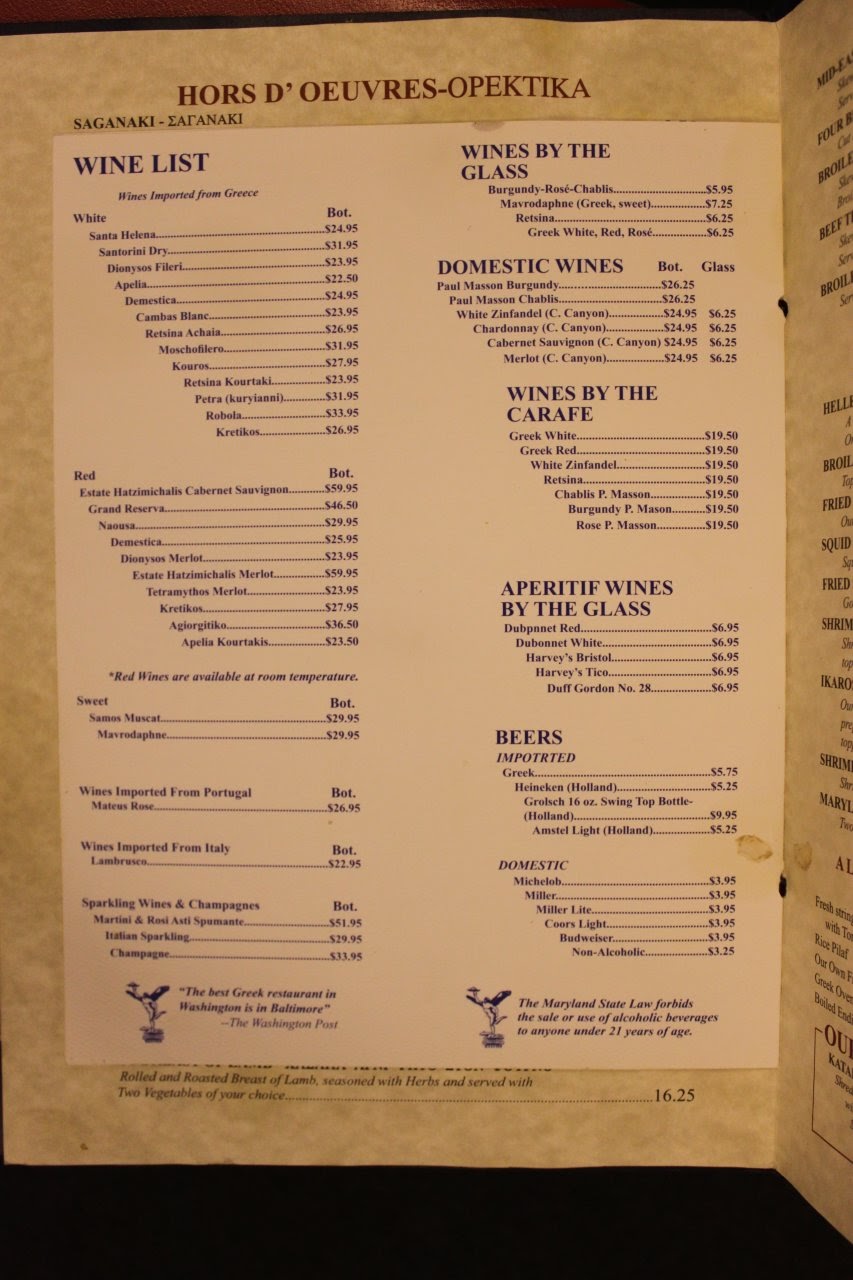 HORS D' OEUVRES-ΟΡΕΚΤΙΚΑ
SAGANAKI - ΣΑΓΑΝΑΚΙ
WINE LIST
Wines Imported from Greece
White Bot.
Santa Helena..........$24.95
Santorini Dry..........$31.95
Dionysos Fileri..........$23.95
Apelia..........$22.50
Demestica..........$24.95
Cambas Blanc..........$23.95
Retsina Achaia..........$26.95
Moschofilero..........$31.95
Kouros..........$27.95
Retsina Kourtaki..........$23.95
Petra (kuryianni)..........$31.95
Robola..........$33.95
Kretikos..........$26.95
Red Bot.
Estate Hatzimichalis Cabernet Sauvignon..........$59.95
Grand Reserva..........$46.50
Naousa..........$29.95
Demestica..........$25.95
Dionysos Merlot..........$23.95
Estate Hatzimichalis Merlot..........$59.95
Tetramythos Merlot..........$23.95
Kretikos..........$27.95
Agiorgitiko..........$36.50
Apelia Kourtakis..........$23.50
*Red Wines are available at room temperature.
Sweet Bot.
Samos Muscat..........$29.95
Mavrodaphne..........$29.95
Wines Imported From Portugal Bot.
Mateus Rose..........$26.95
Wines Imported From Italy Bot.
Lambrusco..........$22.95
Sparkling Wines & Champagnes Bot.
Martini & Rosi Asti Spumante..........$51.95
Italian Sparkling..........$29.95
Champagne..........$33.95
"The best Greek restaurant in
Washington is in Baltimore"
--The Washington Post
WINES BY THE
GLASS
Burgundy-Rosé-Chablis..........$5.95
Mavrodaphne (Greek, sweet)..........$7.25
Retsina..........$6.25
Greek White, Red, Rosé..........$6.25
DOMESTIC WINES Bot. Glass
Paul Masson Burgundy..........$26.25
Paul Masson Chablis..........$26.25
White Zinfandel (C. Canyon)..........$24.95 $6.25
Chardonnay (C. Canyon)..........$24.95 $6.25
Cabernet Sauvignon (C. Canyon) $24.95 $6.25
Merlot (C. Canyon)..........$24.95 $6.25
WINES BY THE
CARAFE
Greek White..........$19.50
Greek Red..........$19.50
White Zinfandel..........$19.50
Retsina..........$19.50
Chablis P. Masson..........$19.50
Burgundy P. Mason..........$19.50
Rose P. Masson..........$19.50
APERITIF WINES
BY THE GLASS
Dubpnnet Red..........$6.95
Dubonnet White..........$6.95
Harvey's Bristol..........$6.95
Harvey's Tico..........$6.95
Duff Gordon No. 28..........$6.95
BEERS
IMPOTRTED
Greek..........$5.75
Heineken (Holland)..........$5.25
Grolsch 16 oz. Swing Top Bottle-
(Holland)..........$9.95
Amstel Light (Holland)..........$5.25
DOMESTIC
Michelob..........$3.95
Miller..........$3.95
Miller Lite..........$3.95
Coors Light..........$3.95
Budweiser..........$3.95
Non-Alcoholic..........$3.25
The Maryland State Law forbids
the sale or use of alcoholic beverages
to anyone under 21 years of age.
Rolled and Roasted Breast of Lamb, seasoned with Herbs and served with
Two Vegetables of your choice..........16.25
FOUR
BEEF
FRIED
SQUID
FRIED
Fresh
Rice Pilaf
Our Own
OUR